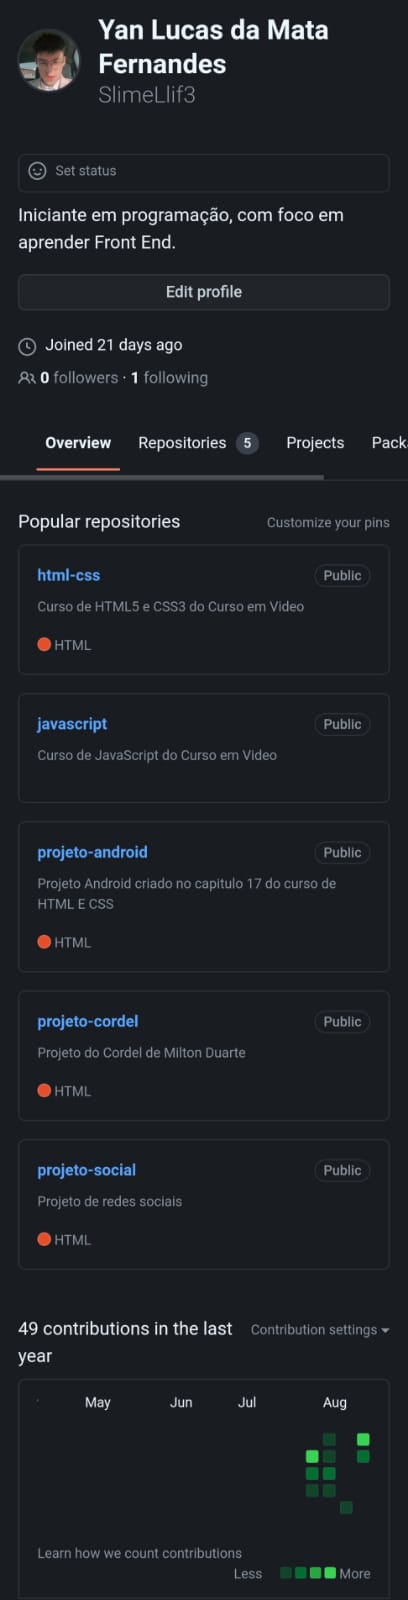 Yan Lucas da Mata
Fernandes
SlimeLlif3
Set status
Iniciante em programação, com foco em
aprender Front End.
Edit profile
Joined 21 days ago
0 followers · 1 following
Overview Repositories 5 Projects Pack
Popular repositories Customize your pins
html-css Public
Curso de HTML5 e CSS3 do Curso em Video
HTML
javascript Public
Curso de JavaScript do Curso em Video
projeto-android Public
Projeto Android criado no capitulo 17 do curso de
HTML E CSS
HTML
projeto-cordel Public
Projeto do Cordel de Milton Duarte
HTML
projeto-social Public
Projeto de redes sociais
HTML
49 contributions in the last Contribution settings
year
May Jun Jul Aug
Learn how we count contributions
Less More